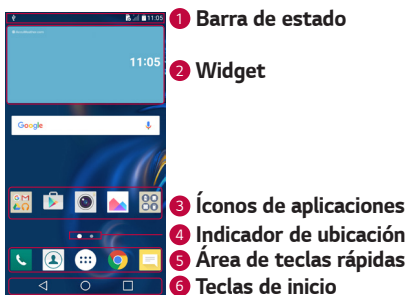 11:05
1 Barra de estado
11:05
2 Widget
Google
3 Íconos de aplicaciones
4 Indicador de ubicación
5 Área de teclas rápidas
6 Teclas de inicio